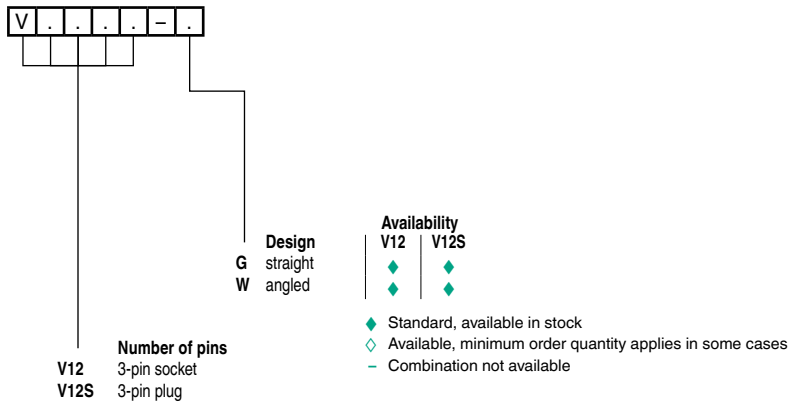 V . . . . – .
Availability
Design V12 V12S
G straight ◆ ◆
W angled ◆ ◆
◆ Standard, available in stock
◇ Available, minimum order quantity applies in some cases
– Combination not available
Number of pins
V12 3-pin socket
V12S 3-pin plug